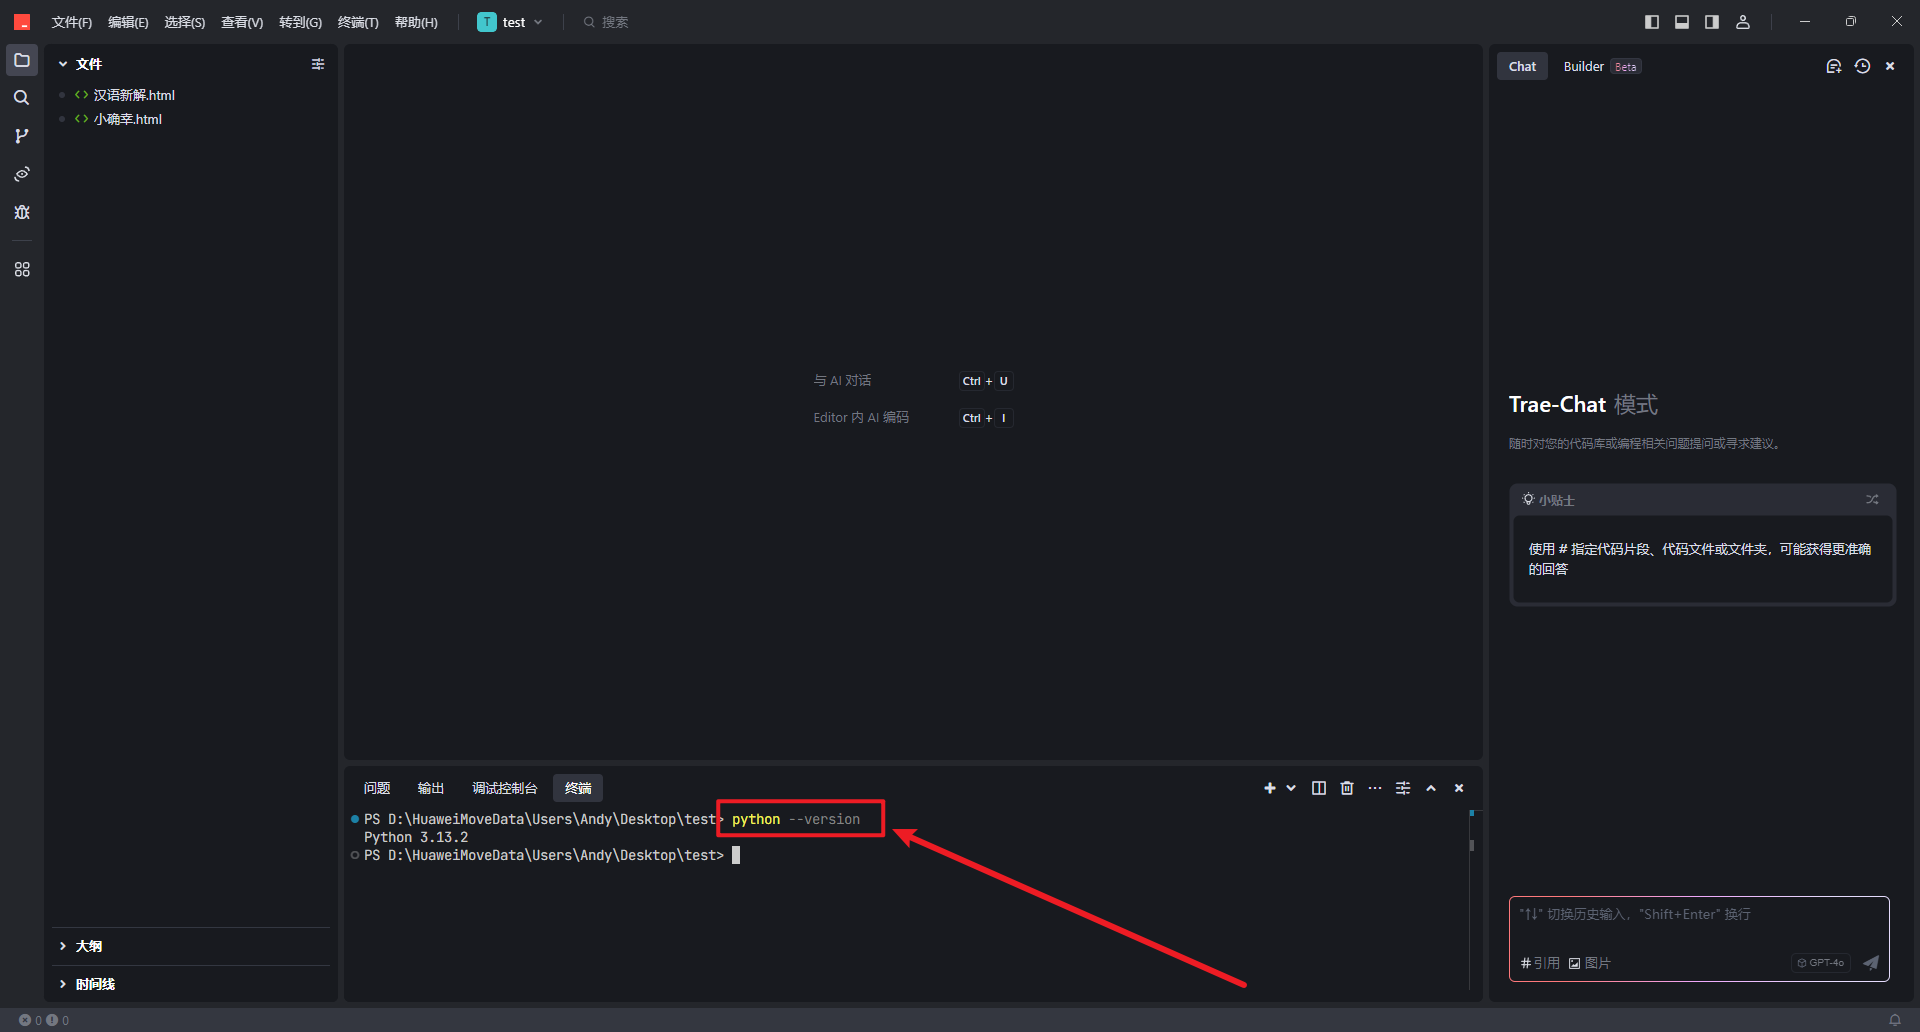 文件(F) 编辑(E) 选择(S) 查看(V) 转到(G) 终端(T) 帮助(H) T test 搜索
文件
汉语新解.html
小确幸.html
大纲
时间线
与 AI 对话 Ctrl + U
Editor 内 AI 编码 Ctrl + I
问题 输出 调试控制台 终端
PS D:\HuaweiMoveData\Users\Andy\Desktop\test> python --version
Python 3.13.2
PS D:\HuaweiMoveData\Users\Andy\Desktop\test>
Chat Builder Beta
Trae-Chat 模式
随时对您的代码库或编程相关问题提问或寻求建议。
小贴士
使用 # 指定代码片段、代码文件或文件夹，可能获得更准确
的回答
"↑↓" 切换历史输入，"Shift+Enter" 换行
#引用 图片 GPT-4o
0 0